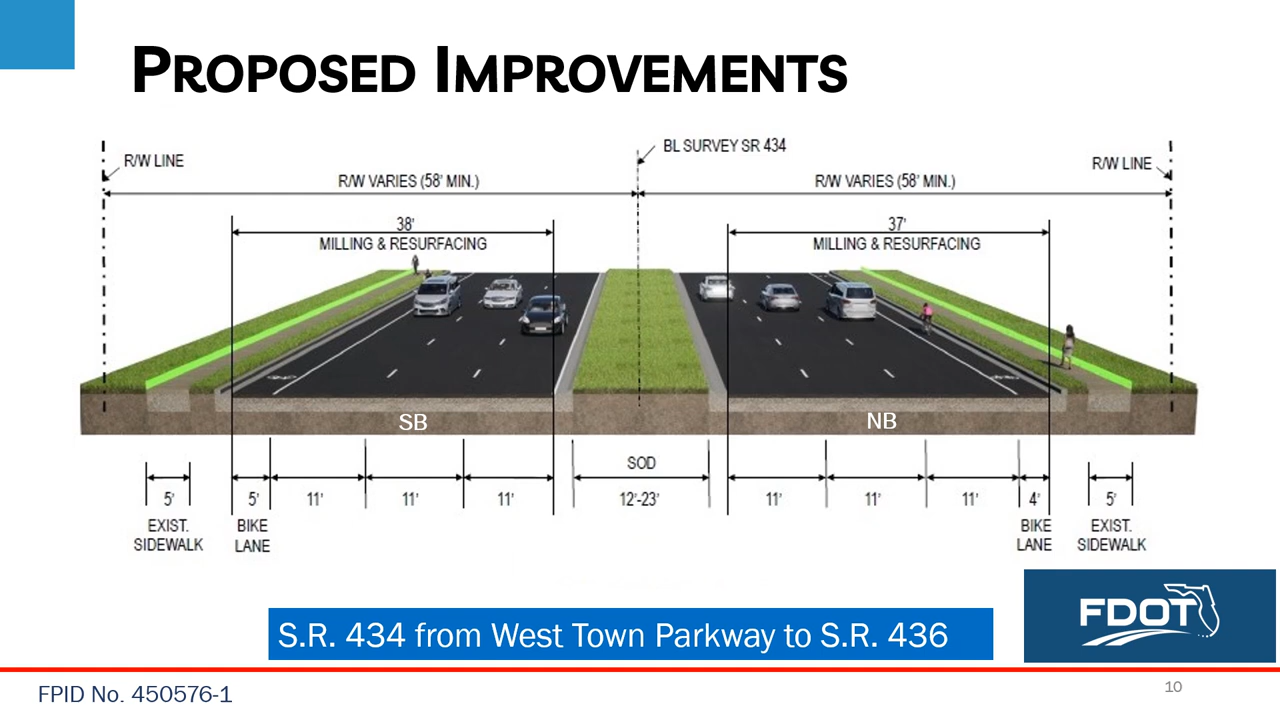 PROPOSED IMPROVEMENTS
BL SURVEY SR 434
R/W LINE
R/W LINE
R/W VARIES (58' MIN.)
R/W VARIES (58' MIN.)
38'
MILLING & RESURFACING
37'
MILLING & RESURFACING
SB
NB
SOD
5'
5'
11'
11'
11'
12'-23'
11'
11'
11'
4'
5'
EXIST.
SIDEWALK
BIKE
LANE
BIKE
LANE
EXIST.
SIDEWALK
FDOT
S.R. 434 from West Town Parkway to S.R. 436
FPID No. 450576-1
10